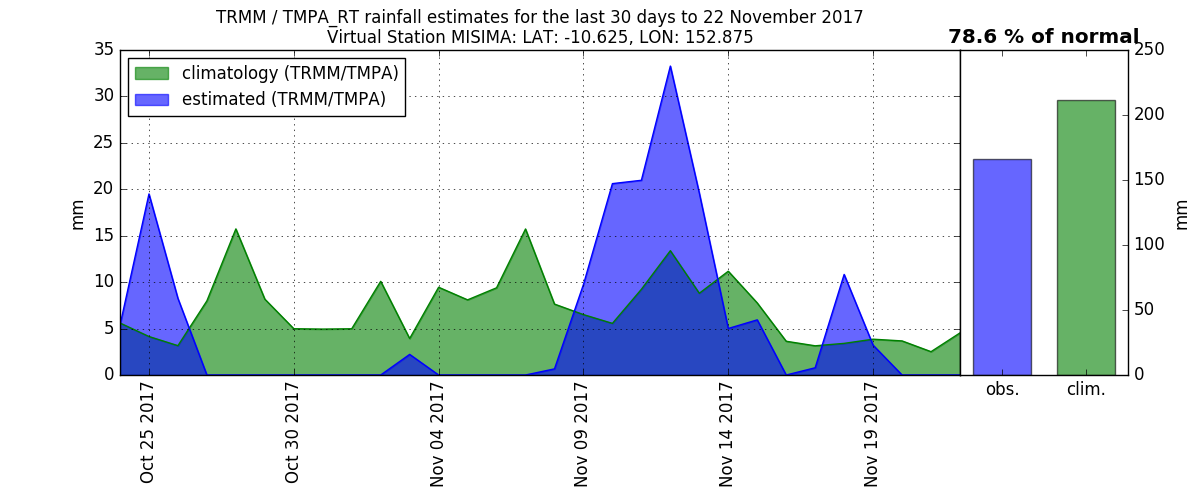 TRMM / TMPA_RT rainfall estimates for the last 30 days to 22 November 2017
Virtual Station MISIMA: LAT: -10.625, LON: 152.875
78.6 % of normal
climatology (TRMM/TMPA)
estimated (TRMM/TMPA)
mm
35
30
25
20
15
10
5
0
Oct 25 2017
Oct 30 2017
Nov 04 2017
Nov 09 2017
Nov 14 2017
Nov 19 2017
obs.
clim.
250
200
150
100
50
0
mm